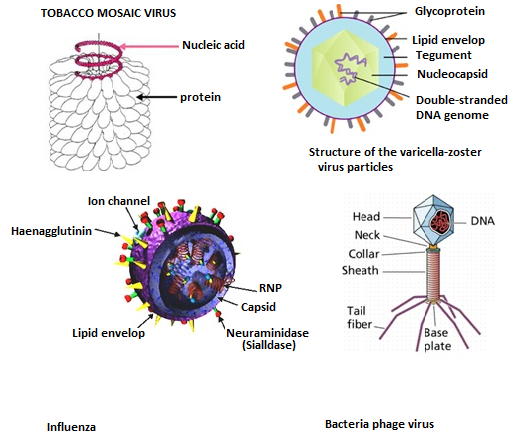 TOBACCO MOSAIC VIRUS
Nucleic acid
protein
Glycoprotein
Lipid envelop
Tegument
Nucleocapsid
Double-stranded
DNA genome
Structure of the varicella-zoster
virus particles
Ion channel
Haenagglutinin
RNP
Capsid
Lipid envelop
Neuraminidase
(Sialldase)
Head
DNA
Neck
Collar
Sheath
Tail
fiber
Base
plate
Influenza
Bacteria phage virus